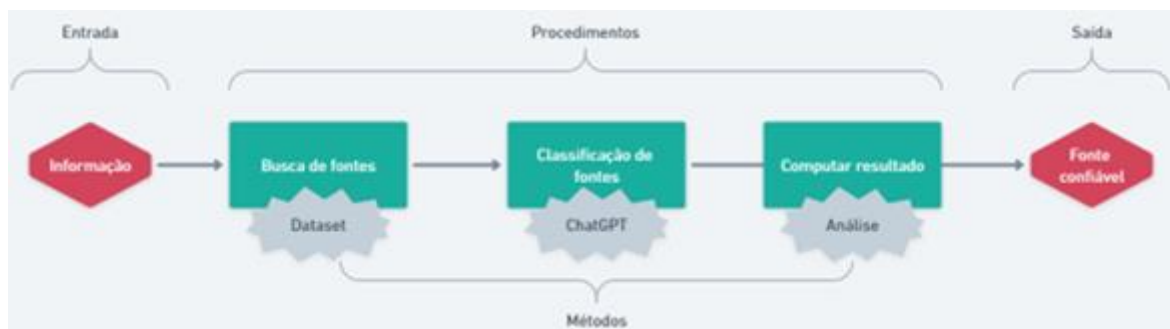 Entrada
Procedimentos
Saída
Informação
Busca de fontes
Classificação de
fontes
Computar resultado
Fonte
confiável
Dataset
ChatGPT
Análise
Métodos